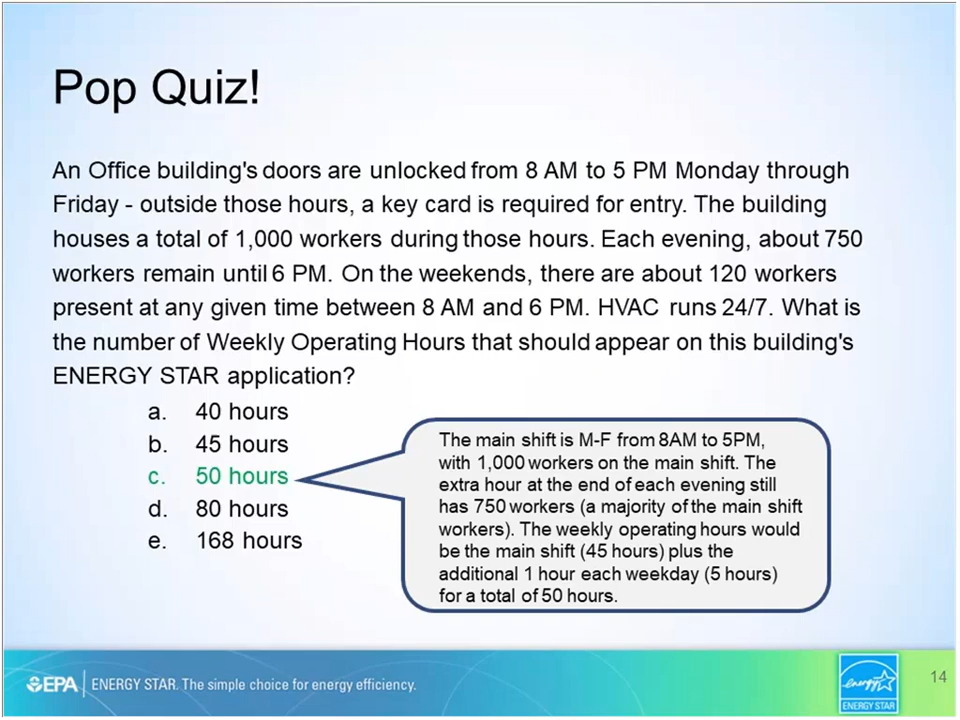 Pop Quiz!
An Office building's doors are unlocked from 8 AM to 5 PM Monday through
Friday - outside those hours, a key card is required for entry. The building
houses a total of 1,000 workers during those hours. Each evening, about 750
workers remain until 6 PM. On the weekends, there are about 120 workers
present at any given time between 8 AM and 6 PM. HVAC runs 24/7. What is
the number of Weekly Operating Hours that should appear on this building's
ENERGY STAR application?
a. 40 hours
b. 45 hours
c. 50 hours
d. 80 hours
e. 168 hours
The main shift is M-F from 8AM to 5PM,
with 1,000 workers on the main shift. The
extra hour at the end of each evening still
has 750 workers (a majority of the main shift
workers). The weekly operating hours would
be the main shift (45 hours) plus the
additional 1 hour each weekday (5 hours)
for a total of 50 hours.
EPA
ENERGY STAR. The simple choice for energy efficiency.
energy
ENERGY STAR
14